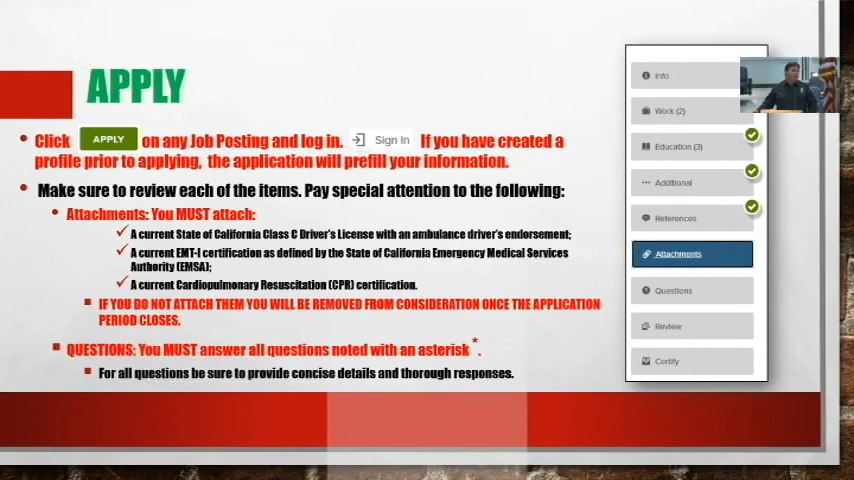 APPLY
Click APPLY on any Job Posting and log in. Sign In If you have created a
profile prior to applying, the application will prefill your information.
Make sure to review each of the items. Pay special attention to the following:
Attachments: You MUST attach:
A current State of California Class C Driver's License with an ambulance driver's endorsement;
A current EMT-I certification as defined by the State of California Emergency Medical Services
Authority (EMSA);
A current Cardiopulmonary Resuscitation (CPR) certification.
IF YOU DO NOT ATTACH THEM YOU WILL BE REMOVED FROM CONSIDERATION ONCE THE APPLICATION
PERIOD CLOSES.
QUESTIONS: You MUST answer all questions noted with an asterisk *.
For all questions be sure to provide concise details and thorough responses.
Info
Work (2)
Education (3)
Additional
References
Attachments
Questions
Review
Certify